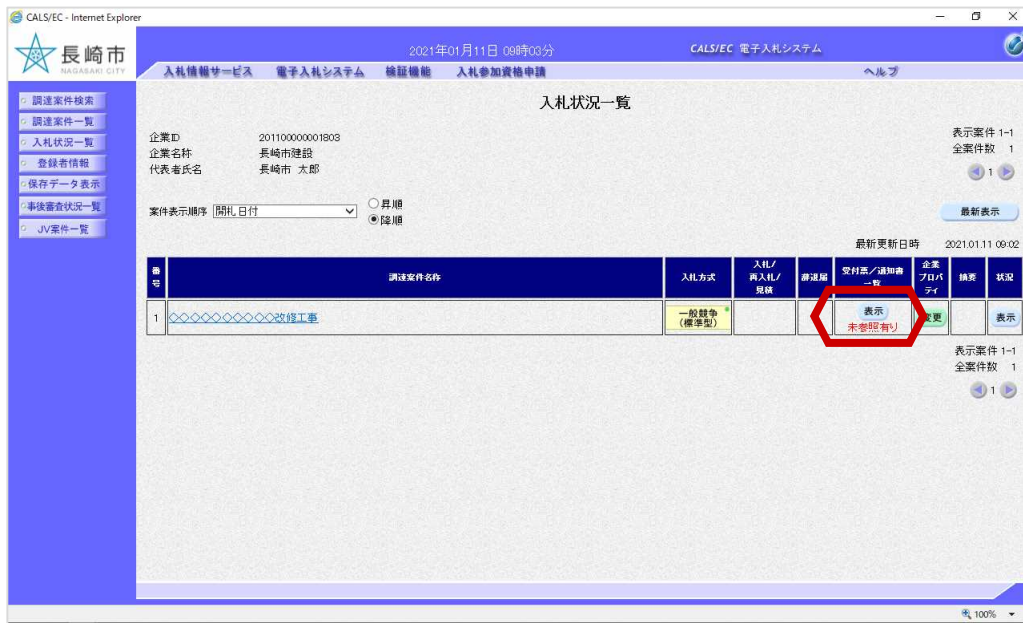 CALS/EC - Internet Explorer
長崎市
NAGASAKI CITY
2021年01月11日 09時03分
CALS/EC 電子入札システム
入札情報サービス 電子入札システム 検証機能 入札参加資格申請 ヘルプ
調達案件検索
調達案件一覧
入札状況一覧
登録者情報
保存データ表示
事後審査状況一覧
JV案件一覧
入札状況一覧
企業ID 201100000001803
企業名称 長崎市建設
代表者氏名 長崎市 太郎
表示案件 1-1
全案件数 1
1
案件表示順序 開札日付
昇順
降順
最新表示
最新更新日時 2021.01.11 09:02
番号
調達案件名称
入札方式
入札/
再入札/
見積
辞退届
受付票/通知書
一覧
企業
プロパ
ティ
摘要
状況
1 ◇◇◇◇◇◇◇◇◇◇改修工事
一般競争
(標準型)
表示
未参照有り
変更
表示
表示案件 1-1
全案件数 1
1
100%